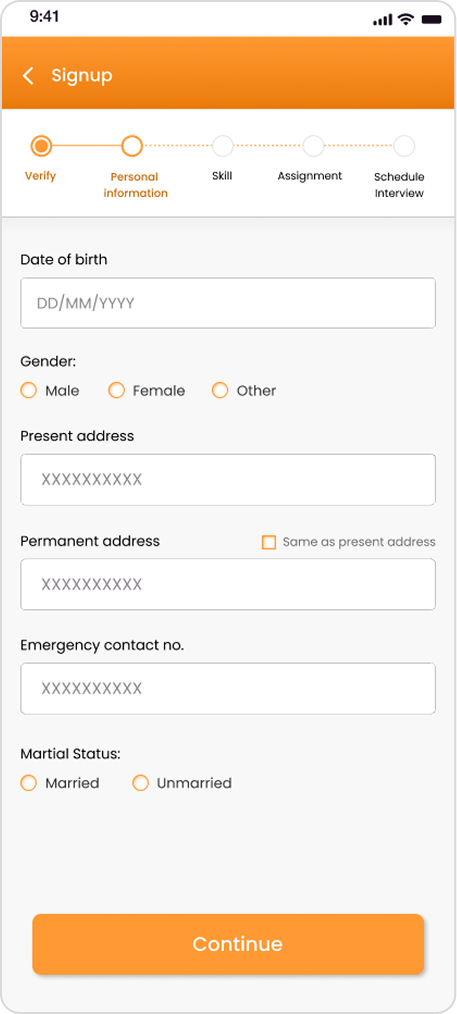 9:41
Signup
Verify
Personal
information
Skill
Assignment
Schedule
Interview
Date of birth
DD/MM/YYYY
Gender:
Male Female Other
Present address
XXXXXXXXXX
Permanent address Same as present address
XXXXXXXXXX
Emergency contact no.
XXXXXXXXXX
Martial Status:
Married Unmarried
Continue